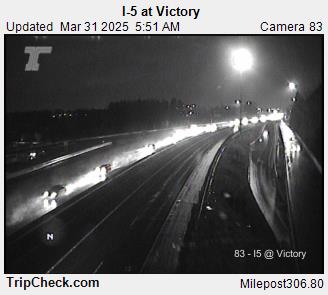 I-5 at Victory
Updated Mar 31 2025 5:51 AM Camera 83
T
N
83 - I5 @ Victory
TripCheck.com Milepost306.80